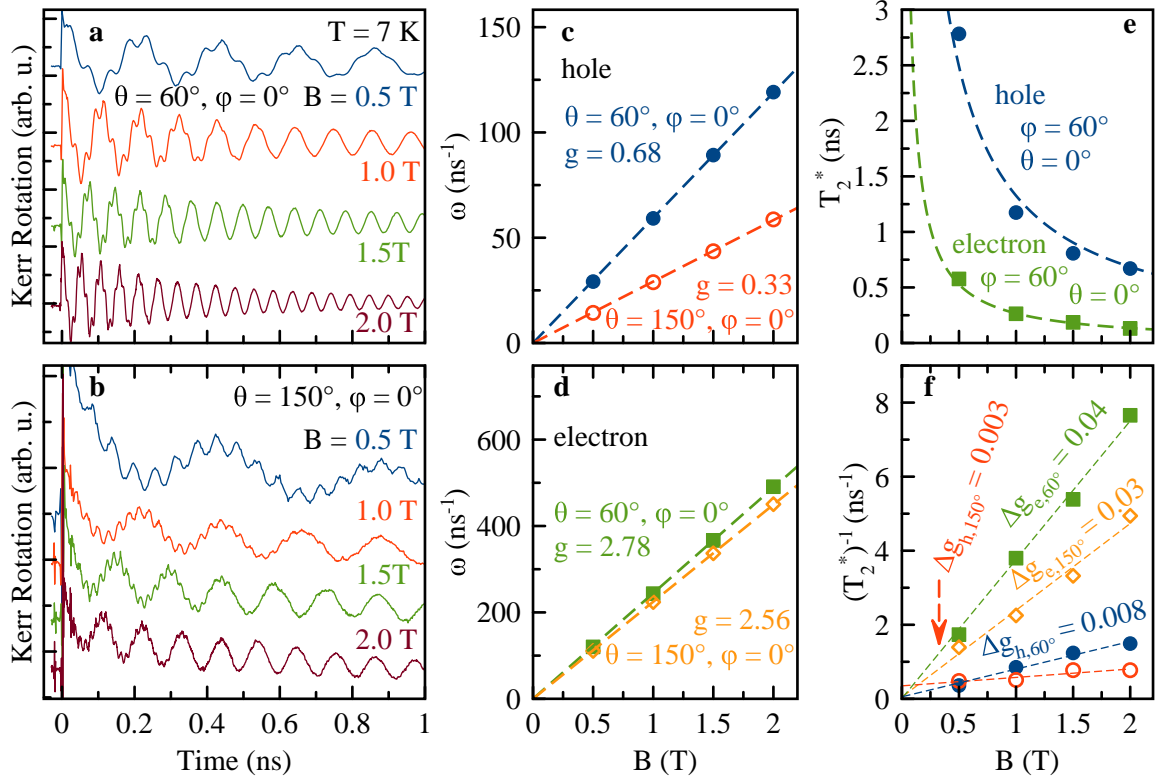 a
T = 7 K
θ = 60°, φ = 0° B = 0.5 T
1.0 T
1.5T
2.0 T
Kerr Rotation (arb. u.)
b
θ = 150°, φ = 0°
B = 0.5 T
1.0 T
1.5T
2.0 T
Kerr Rotation (arb. u.)
0 0.2 0.4 0.6 0.8 1
Time (ns)
c
hole
θ = 60°, φ = 0°
g = 0.68
g = 0.33
θ = 150°, φ = 0°
150
100
50
0
ω (ns⁻¹)
d
electron
θ = 60°, φ = 0°
g = 2.78
g = 2.56
θ = 150°, φ = 0°
600
400
200
0
ω (ns⁻¹)
0 0.5 1 1.5 2
B (T)
e
hole
φ = 60°
θ = 0°
electron
φ = 60°
θ = 0°
3
2.5
2
1.5
1
0.5
0
T₂* (ns)
f
Δg_h,150° = 0.003
Δg_e,60° = 0.04
Δg_e,150° = 0.03
Δg_h,60° = 0.008
8
6
4
2
0
(T₂*)⁻¹ (ns⁻¹)
0 0.5 1 1.5 2
B (T)